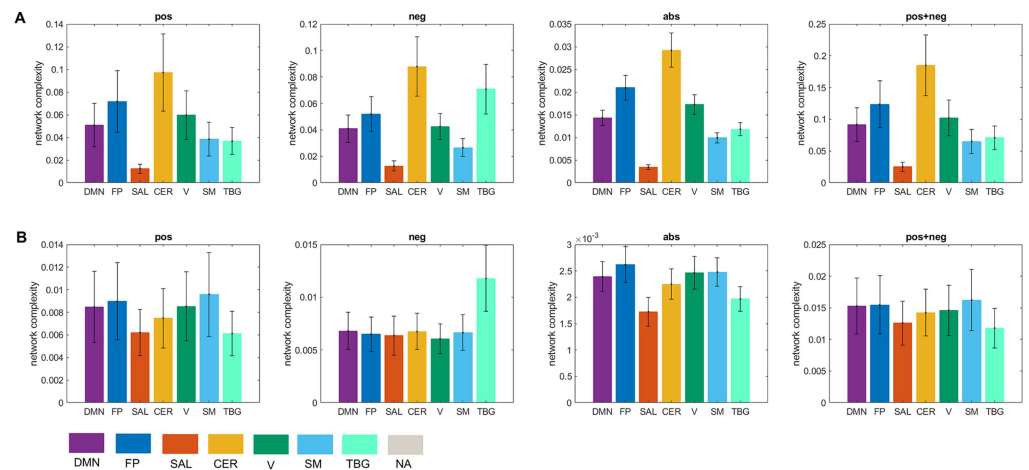 A
pos
neg
abs
pos+neg
network complexity
0.14
0.12
0.1
0.08
0.06
0.04
0.02
0
DMN FP SAL CER V SM TBG
network complexity
0.12
0.1
0.08
0.06
0.04
0.02
0
DMN FP SAL CER V SM TBG
network complexity
0.035
0.03
0.025
0.02
0.015
0.01
0.005
0
DMN FP SAL CER V SM TBG
network complexity
0.25
0.2
0.15
0.1
0.05
0
DMN FP SAL CER V SM TBG
B
pos
neg
abs
pos+neg
network complexity
0.014
0.012
0.01
0.008
0.006
0.004
0.002
0
DMN FP SAL CER V SM TBG
network complexity
0.015
0.01
0.005
0
DMN FP SAL CER V SM TBG
network complexity
×10⁻³
3
2.5
2
1.5
1
0.5
0
DMN FP SAL CER V SM TBG
network complexity
0.025
0.02
0.015
0.01
0.005
0
DMN FP SAL CER V SM TBG
DMN FP SAL CER V SM TBG NA